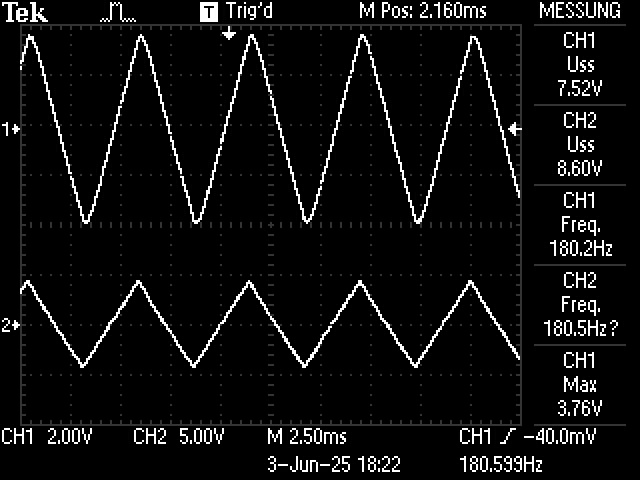 Tek T Trig'd M Pos: 2.160ms MESSUNG
CH1
Uss
7.52V
CH2
Uss
8.60V
CH1
Freq.
180.2Hz
CH2
Freq.
180.5Hz?
CH1
Max
3.76V
1
2
CH1 2.00V CH2 5.00V M 2.50ms CH1 -40.0mV
3-Jun-25 18:22 180.599Hz